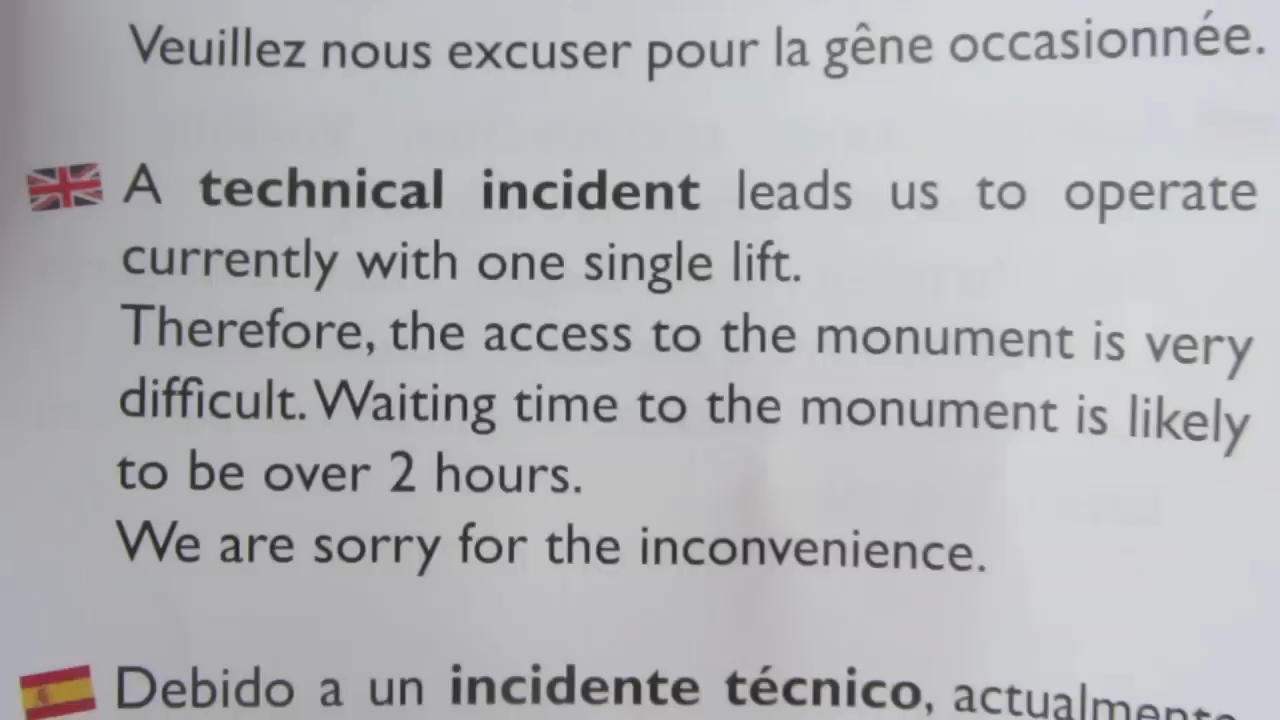 Veuillez nous excuser pour la gêne occasionnée.
A technical incident leads us to operate
currently with one single lift.
Therefore, the access to the monument is very
difficult. Waiting time to the monument is likely
to be over 2 hours.
We are sorry for the inconvenience.
Debido a un incidente técnico, actualmente